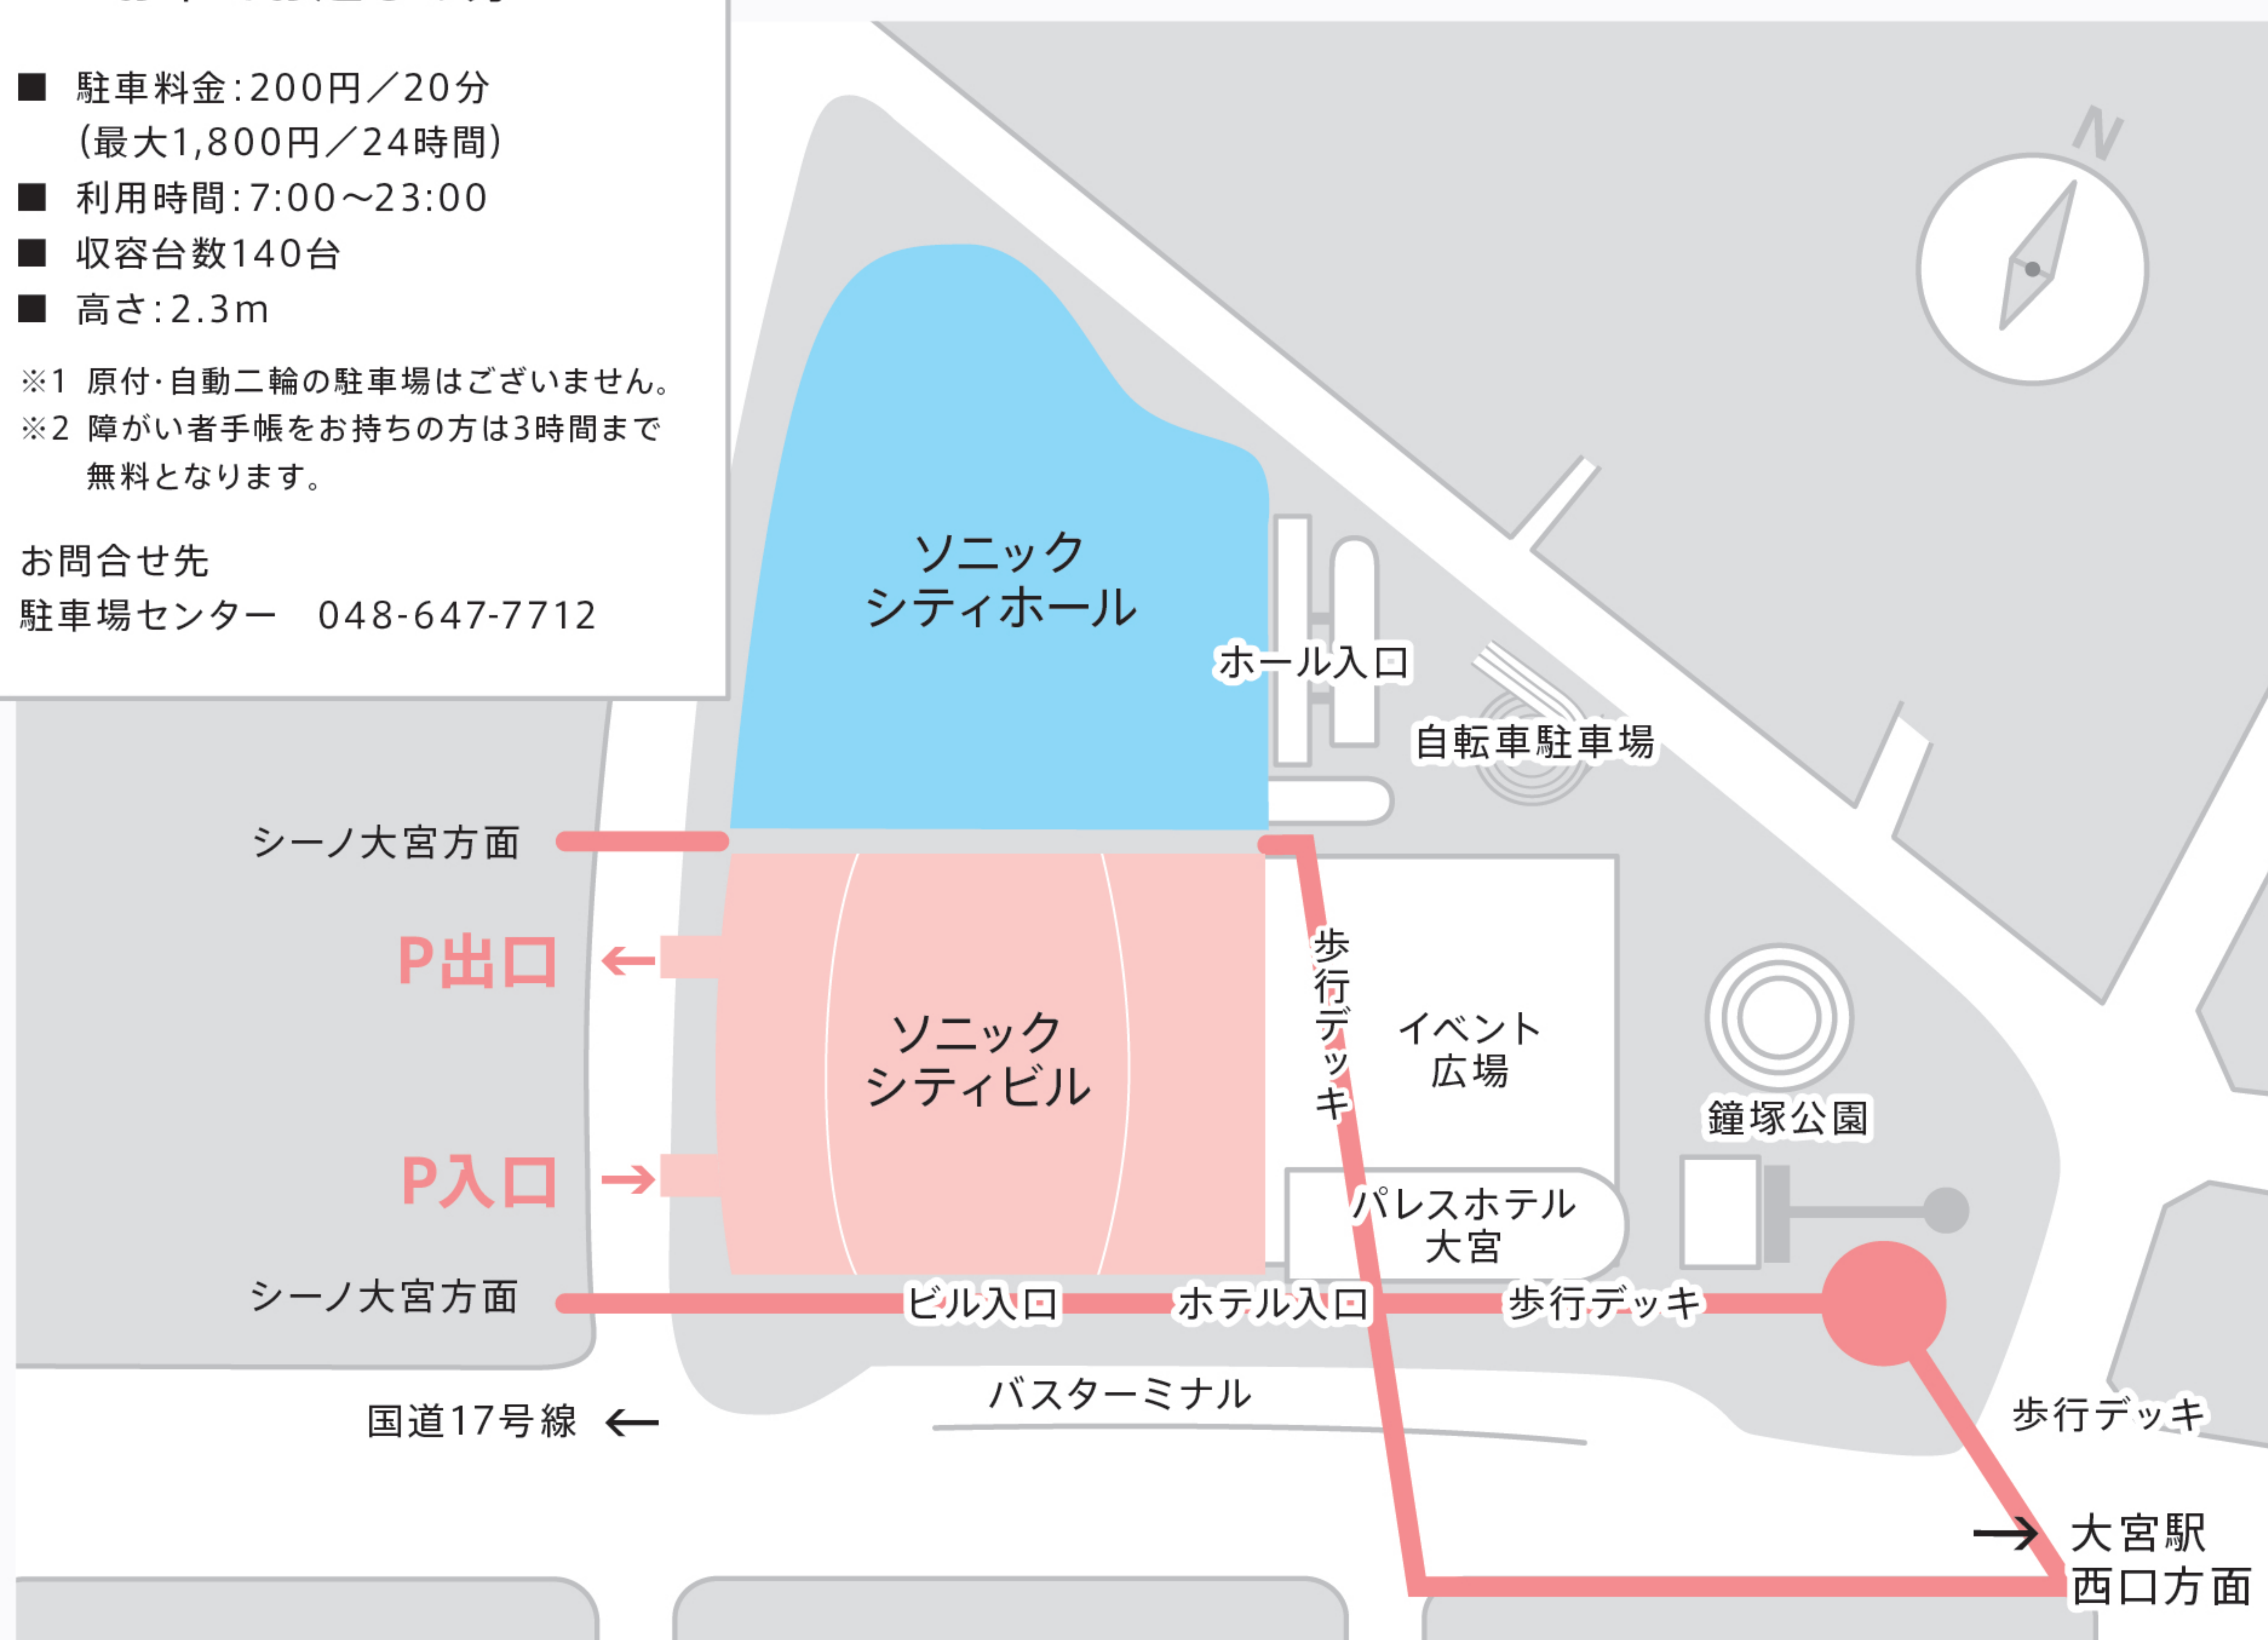 ■ 駐車料金:200円／20分
(最大1,800円／24時間)
■ 利用時間:7:00〜23:00
■ 収容台数140台
■ 高さ:2.3m
※1 原付・自動二輪の駐車場はございません。
※2 障がい者手帳をお持ちの方は3時間まで
無料となります。
お問合せ先
駐車場センター 048-647-7712
N
ソニック
シティホール
ホール入口
自転車駐車場
シーノ大宮方面
P出口
歩行デッキ
イベント
広場
ソニック
シティビル
鐘塚公園
P入口
パレスホテル
大宮
シーノ大宮方面
ビル入口
ホテル入口
歩行デッキ
バスターミナル
国道17号線 ←
歩行デッキ
→ 大宮駅
西口方面